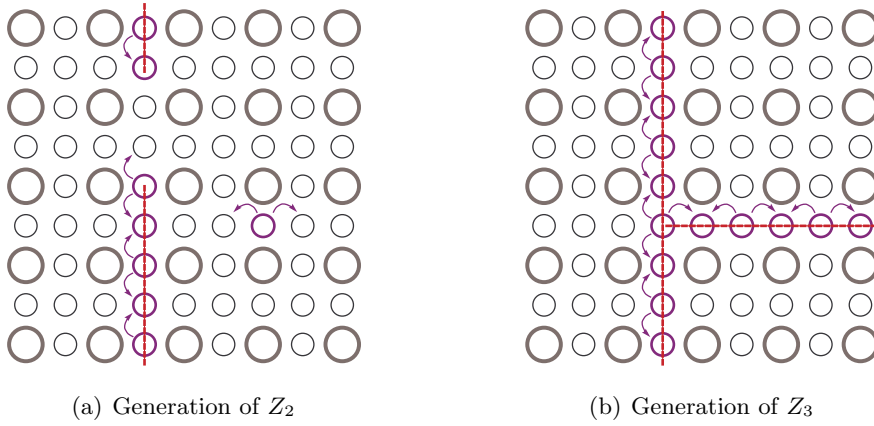 (a) Generation of Z₂
(b) Generation of Z₃